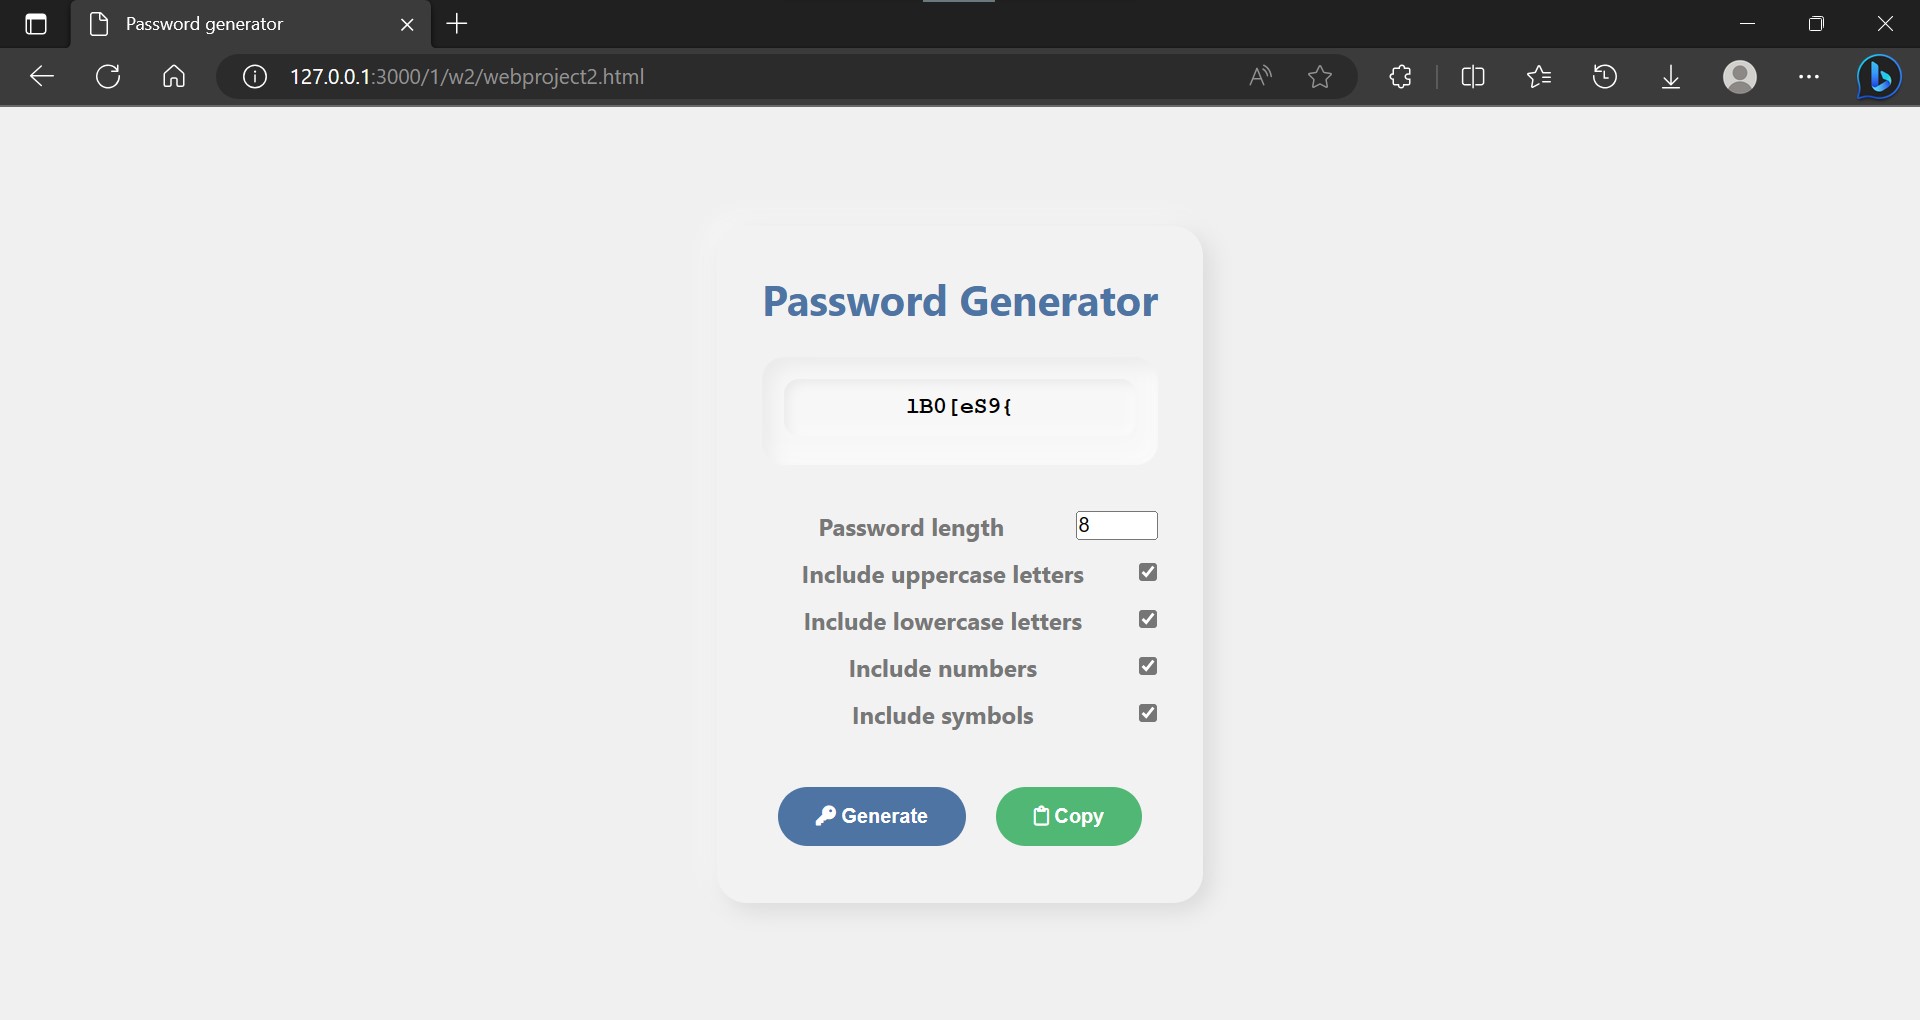 Password generator
127.0.0.1:3000/1/w2/webproject2.html
Password Generator
1B0[eS9{
Password length 8
Include uppercase letters
Include lowercase letters
Include numbers
Include symbols
Generate Copy